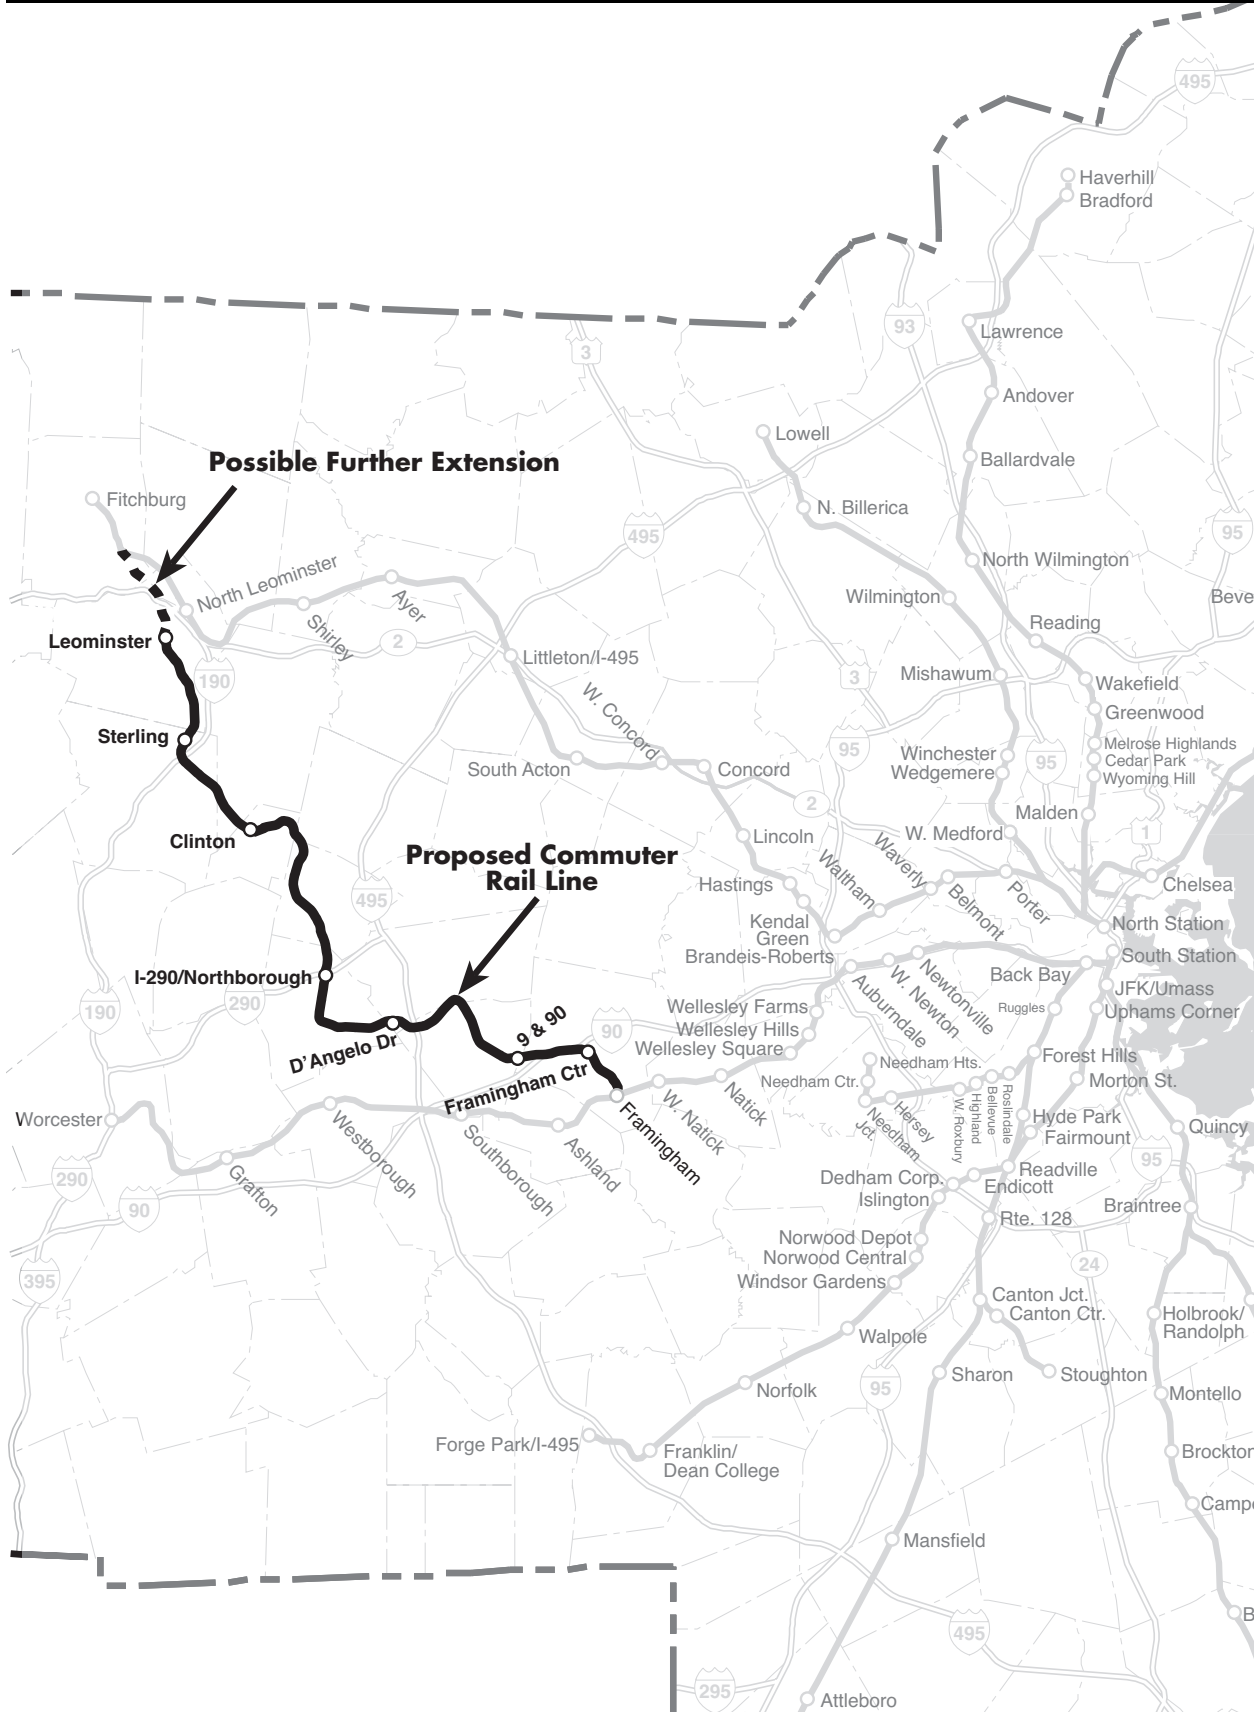 495
Haverhill
Bradford
93
Lawrence
3
Andover
Lowell
Ballardvale
Possible Further Extension
Fitchburg
N. Billerica
495
95
North Wilmington
North Leominster
Ayer
Wilmington
Shirley
2
Reading
Leominster
Littleton/I-495
190
3
Mishawum
Wakefield
W. Concord
Greenwood
Sterling
95
Winchester
Wedgemere
95
Melrose Highlands
Cedar Park
Wyoming Hill
South Acton
Concord
2
Malden
Clinton
Lincoln
W. Medford
1
Proposed Commuter
Rail Line
Waltham
Waverly
Belmont
Porter
Hastings
Chelsea
495
Kendal
Green
North Station
Brandeis-Roberts
South Station
I-290/Northborough
Auburndale
W. Newton
Newtonville
Back Bay
JFK/Umass
190
290
Wellesley Farms
Ruggles
Uphams Corner
9 & 90
90
Wellesley Hills
Wellesley Square
D'Angelo Dr
Forest Hills
Needham Hts.
Framingham Ctr
Needham Ctr.
Morton St.
Worcester
Westborough
Southborough
Ashland
Framingham
W. Natick
Natick
Needham
Jct.
Hersey
W. Roxbury
Highland
Bellevue
Roslindale
Hyde Park
Fairmount
Quincy
Grafton
290
90
95
Readville
Dedham Corp.
Endicott
Islington
Braintree
Rte. 128
Norwood Depot
Norwood Central
24
395
Windsor Gardens
Canton Jct.
Canton Ctr.
Holbrook/
Randolph
Walpole
Sharon
Stoughton
Norfolk
95
Montello
Forge Park/I-495
Franklin/
Dean College
Mansfield
495
295
Attleboro